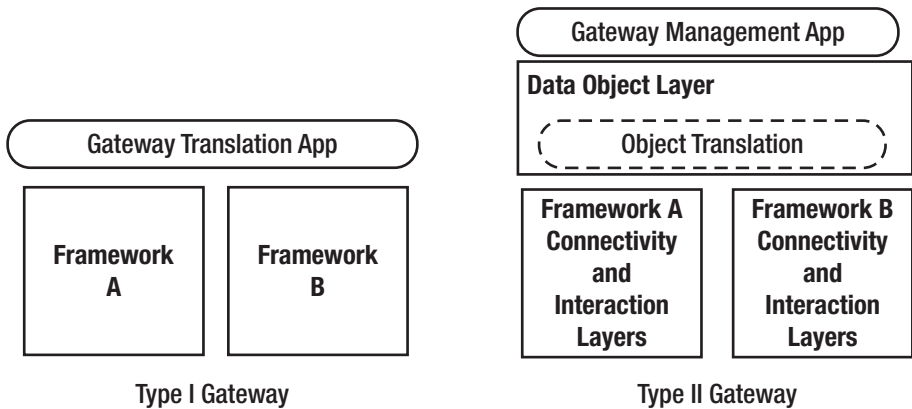 Gateway Translation App
Framework
A
Framework
B
Type I Gateway
Gateway Management App
Data Object Layer
Object Translation
Framework A
Connectivity
and
Interaction
Layers
Framework B
Connectivity
and
Interaction
Layers
Type II Gateway